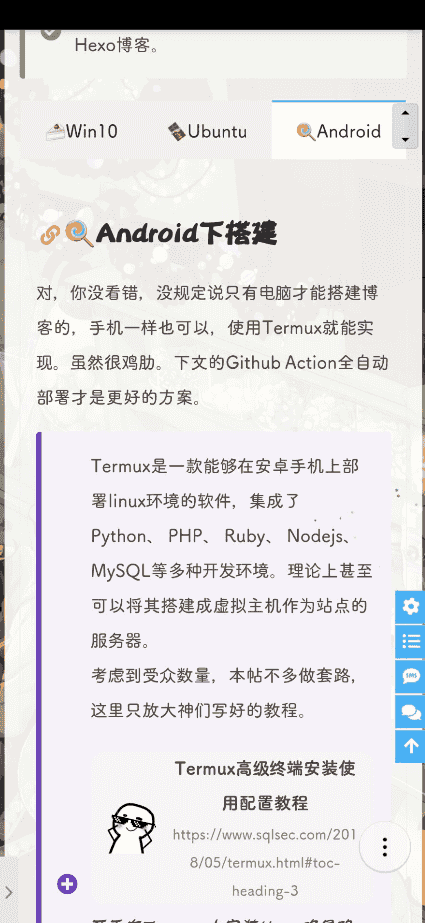 Hexo博客。
Win10
Ubuntu
Android
Android下搭建
对，你没看错，没规定说只有电脑才能搭建博
客的，手机一样也可以，使用Termux就能实
现。虽然很鸡肋。下文的Github Action全自动
部署才是更好的方案。
Termux是一款能够在安卓手机上部
署linux环境的软件，集成了
Python、 PHP、 Ruby、 Nodejs、
MySQL等多种开发环境。理论上甚至
可以将其搭建成虚拟主机作为站点的
服务器。
考虑到受众数量，本帖不多做套路，
这里只放大神们写好的教程。
Termux高级终端安装使
用配置教程
https://www.sqlsec.com/201
8/05/termux.html#toc-
heading-3
SMS